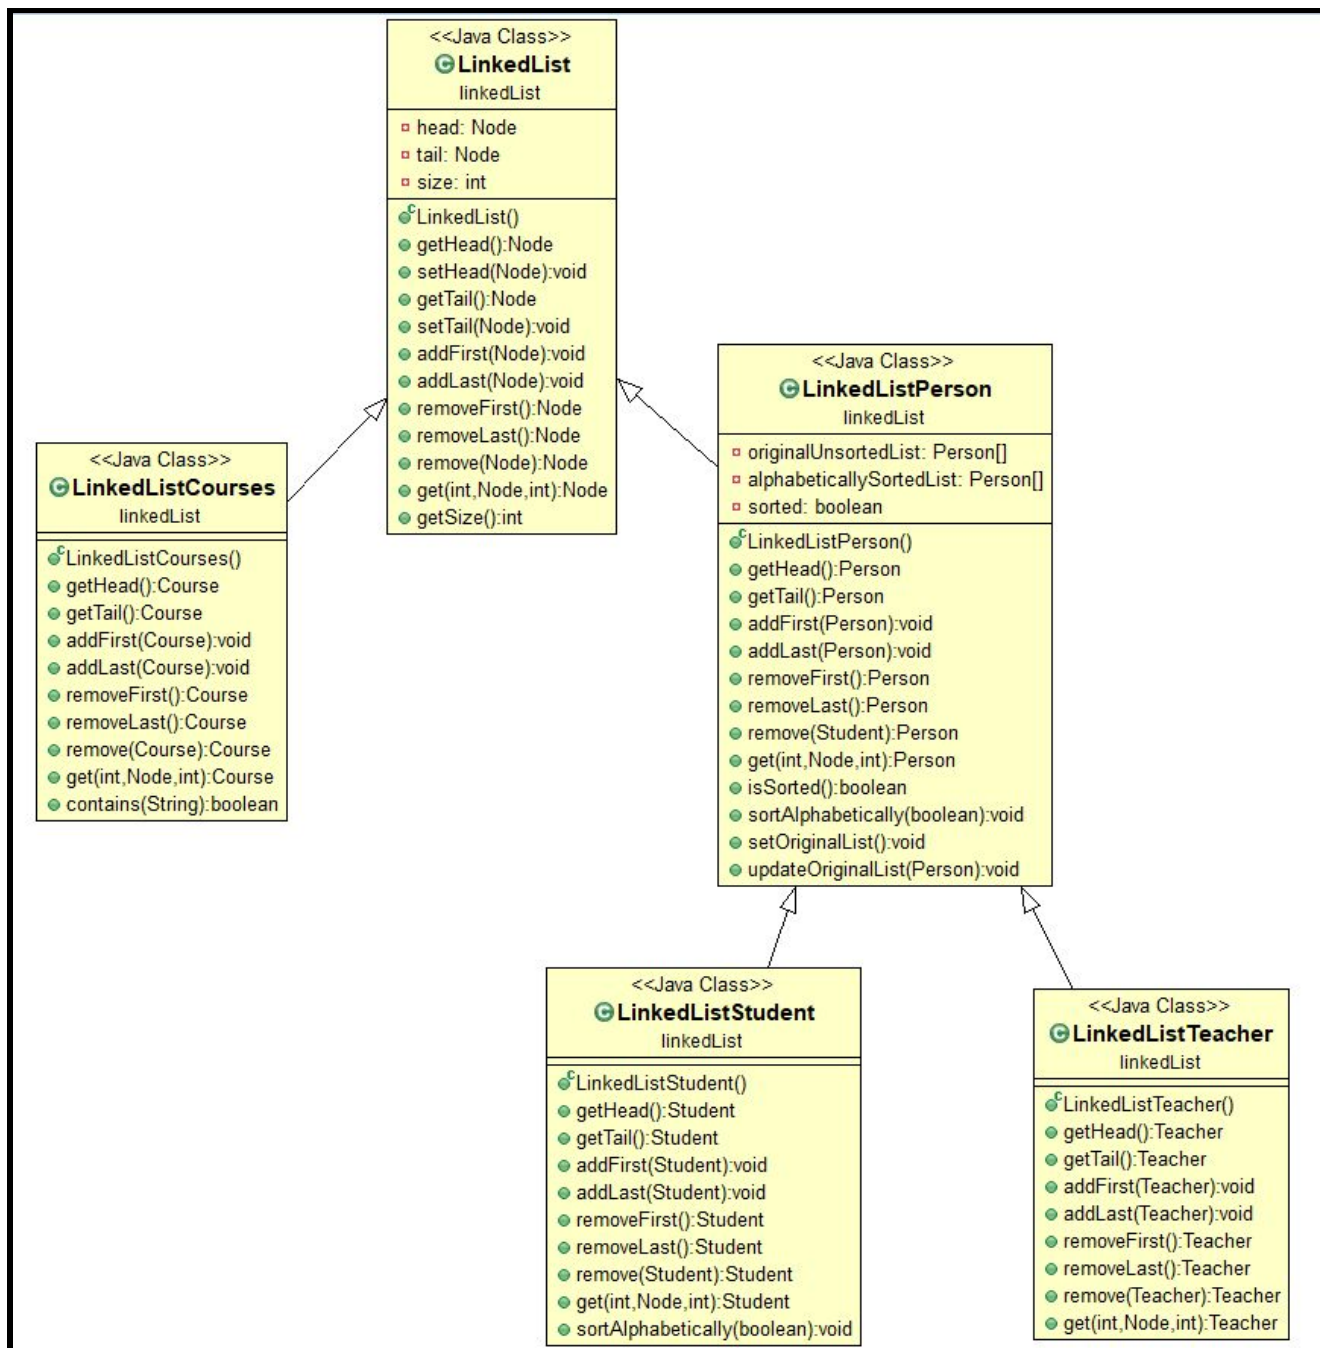 <<Java Class>>
LinkedList
linkedList
head: Node
tail: Node
size: int
LinkedList()
getHead():Node
setHead(Node):void
getTail():Node
setTail(Node):void
addFirst(Node):void
addLast(Node):void
removeFirst():Node
removeLast():Node
remove(Node):Node
get(int,Node,int):Node
getSize():int
<<Java Class>>
LinkedListCourses
linkedList
LinkedListCourses()
getHead():Course
getTail():Course
addFirst(Course):void
addLast(Course):void
removeFirst():Course
removeLast():Course
remove(Course):Course
get(int,Node,int):Course
contains(String):boolean
<<Java Class>>
LinkedListPerson
linkedList
originalUnsortedList: Person[]
alphabeticallySortedList: Person[]
sorted: boolean
LinkedListPerson()
getHead():Person
getTail():Person
addFirst(Person):void
addLast(Person):void
removeFirst():Person
removeLast():Person
remove(Student):Person
get(int,Node,int):Person
isSorted():boolean
sortAlphabetically(boolean):void
setOriginalList():void
updateOriginalList(Person):void
<<Java Class>>
LinkedListStudent
linkedList
LinkedListStudent()
getHead():Student
getTail():Student
addFirst(Student):void
addLast(Student):void
removeFirst():Student
removeLast():Student
remove(Student):Student
get(int,Node,int):Student
sortAlphabetically(boolean):void
<<Java Class>>
LinkedListTeacher
linkedList
LinkedListTeacher()
getHead():Teacher
getTail():Teacher
addFirst(Teacher):void
addLast(Teacher):void
removeFirst():Teacher
removeLast():Teacher
remove(Teacher):Teacher
get(int,Node,int):Teacher